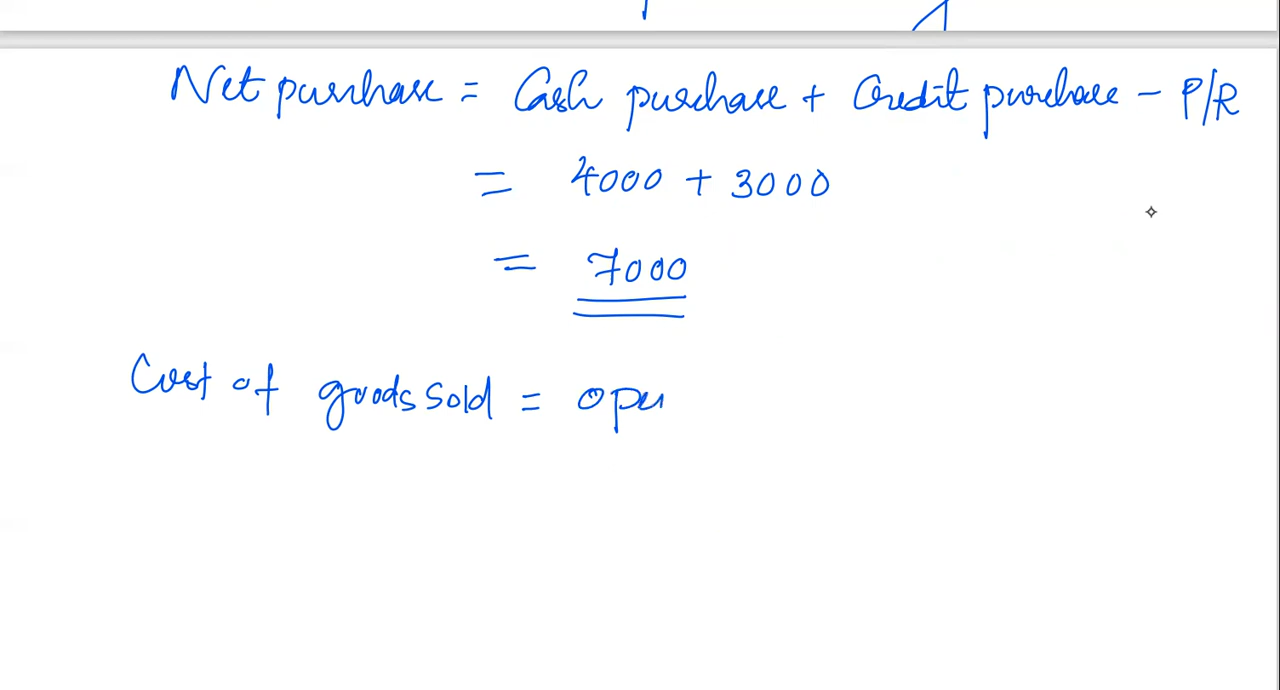 Net purchase = Cash purchase + Credit purchase - P/R
= 4000 + 3000
= 7000
Cost of goods sold = ope